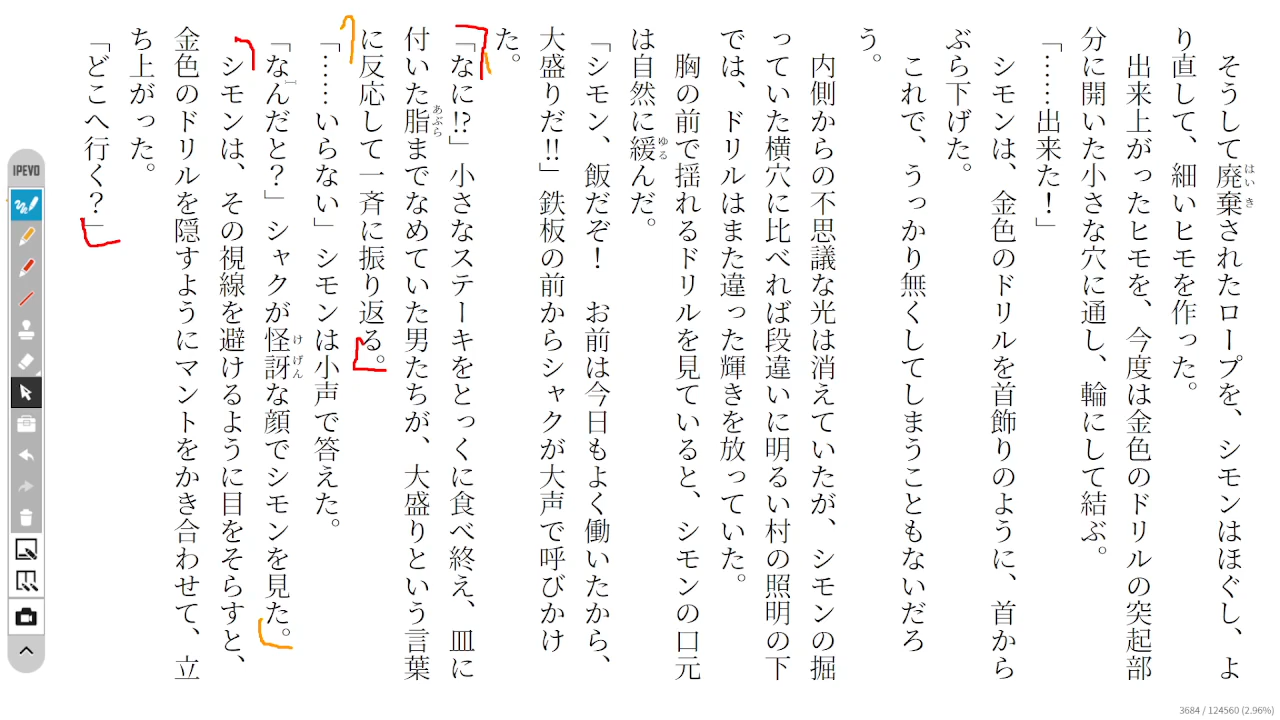 そうして廃棄されたロープを、シモンはほぐし、よ
り直して、細いヒモを作った。
出来上がったヒモを、今度は金色のドリルの突起部
分に開いた小さな穴に通し、輪にして結ぶ。
「……出来た！」
シモンは、金色のドリルを首飾りのように、首から
ぶら下げた。
これで、うっかり無くしてしまうこともないだろ
う。
内側からの不思議な光は消えていたが、シモンの掘
っていた横穴に比べれば段違いに明るい村の照明の下
では、ドリルはまた違った輝きを放っていた。
胸の前で揺れるドリルを見ていると、シモンの口元
は自然に緩んだ。
「シモン、飯だぞ！　お前は今日もよく働いたから、
大盛りだ!!」鉄板の前からシャクが大声で呼びかけ
た。
「なに!?」小さなステーキをとっくに食べ終え、皿に
付いた脂までなめていた男たちが、大盛りという言葉
に反応して一斉に振り返る。
「……いらない」シモンは小声で答えた。
「なんだと？」シャクが怪訝な顔でシモンを見た。
シモンは、その視線を避けるように目をそらすと、
金色のドリルを隠すようにマントをかき合わせて、立
ち上がった。
「どこへ行く？」
はいき
ゆる
あぶら
けげん
IPEVO
3684 / 124560 (2.96%)